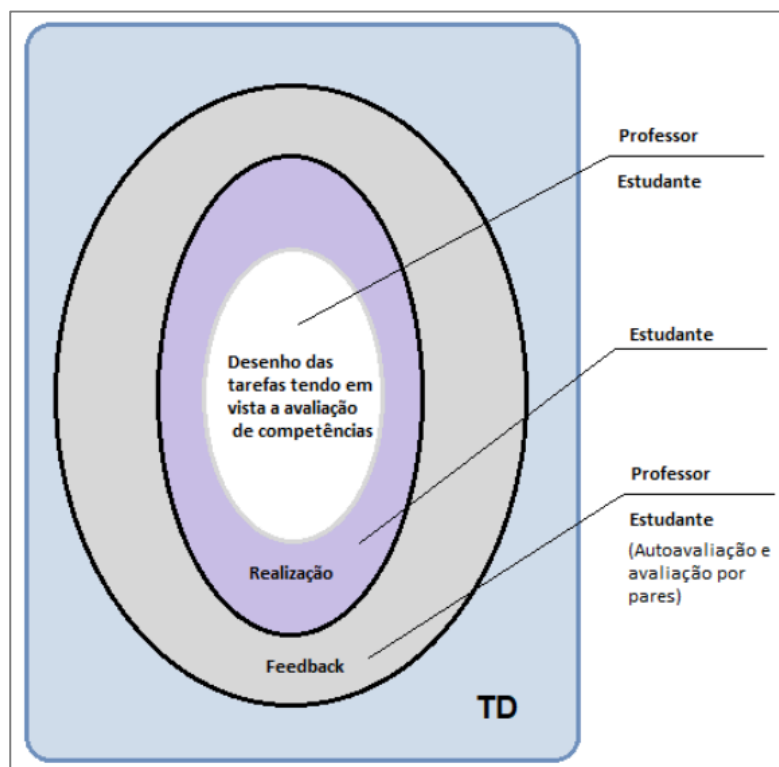 Professor
Estudante
Desenho das
tarefas tendo em
vista a avaliação
de competências
Estudante
Professor
Estudante
(Autoavaliação e
avaliação por
pares)
Realização
Feedback
TD